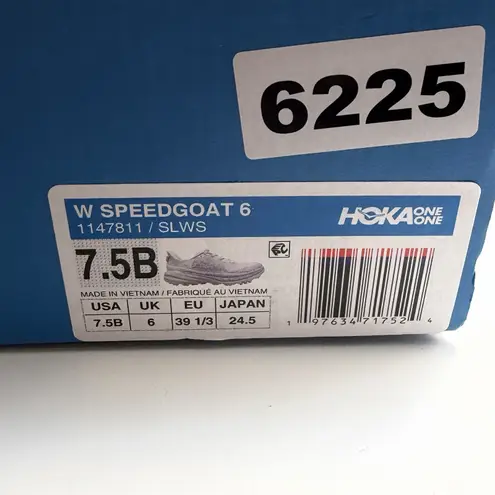 6225
W SPEEDGOAT 6
HOKA ONE ONE
1147811 / SLWS
7.5B
MADE IN VIETNAM / FABRIQUÉ AU VIETNAM
USA UK EU JAPAN
7.5B 6 39 1/3 24.5
1 97634 71752 4